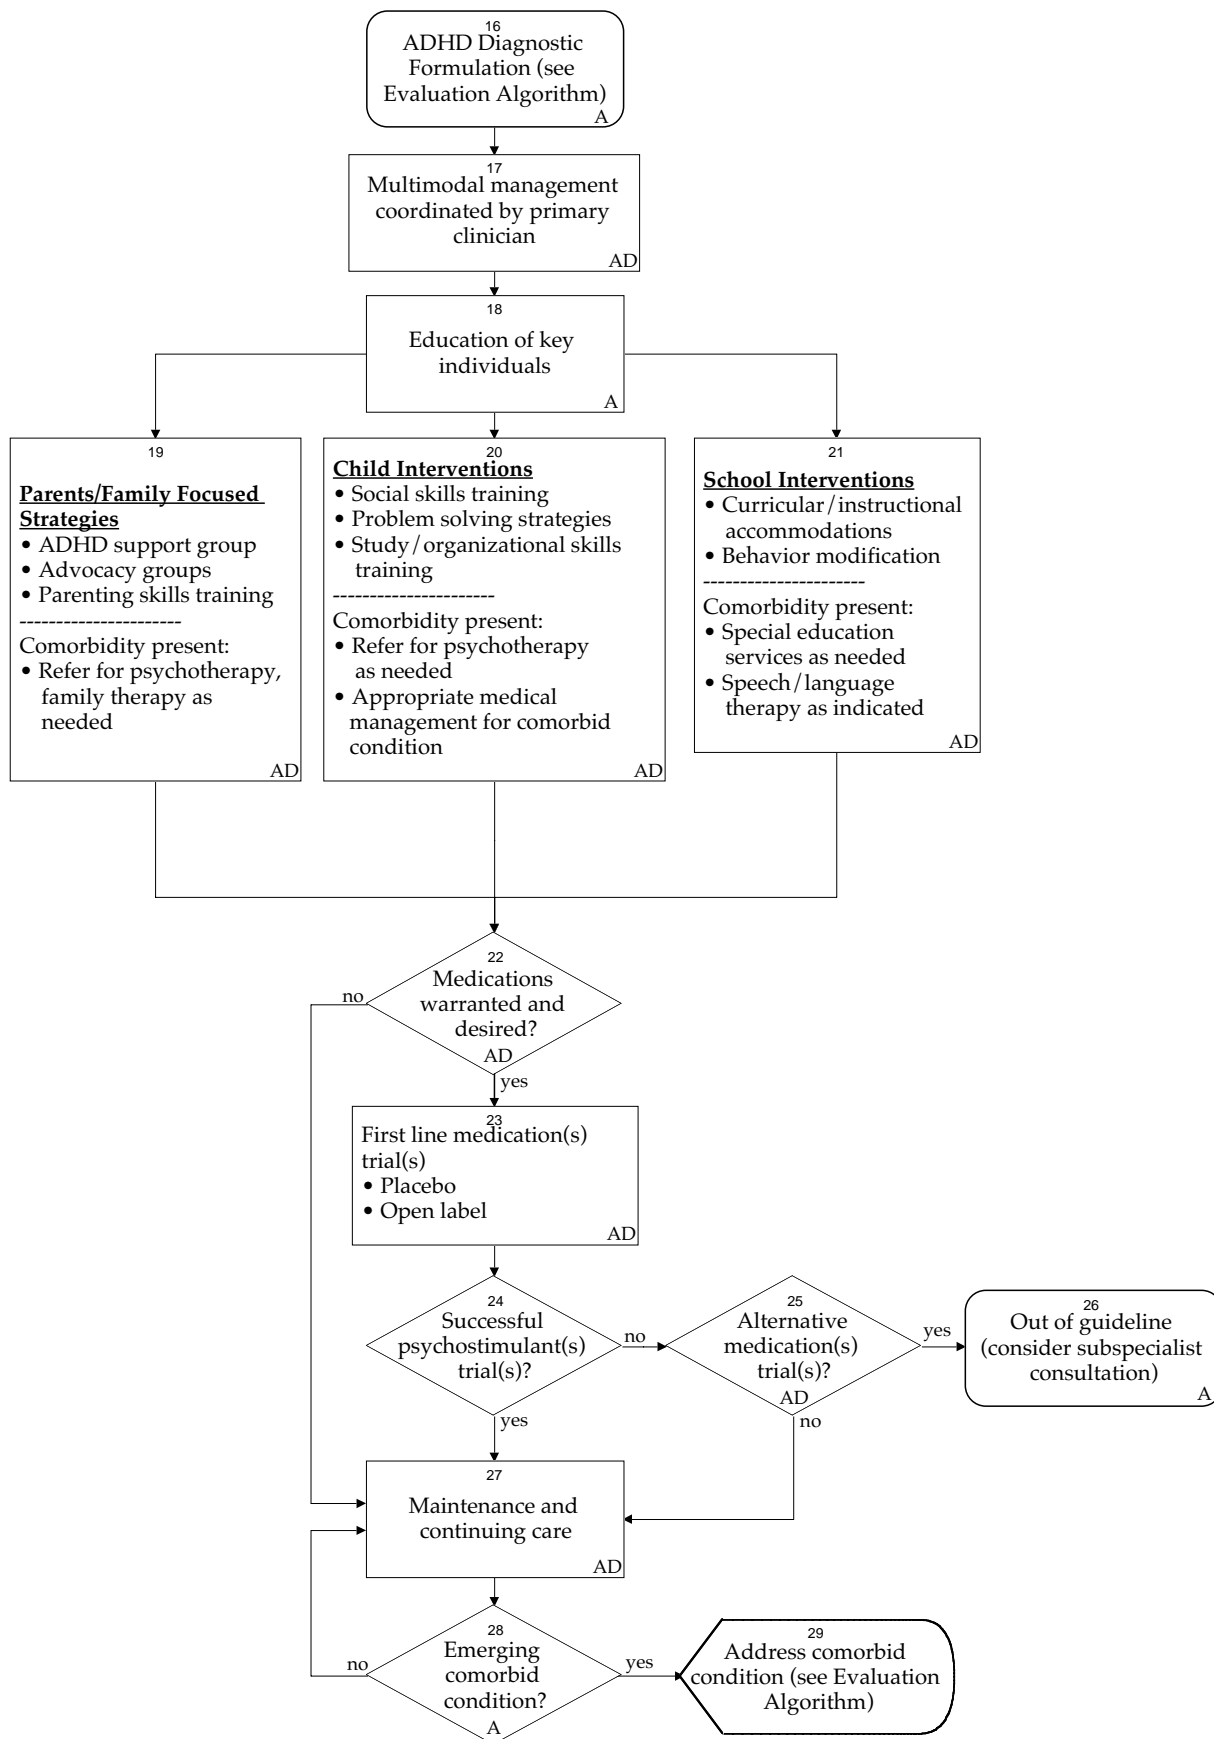 16
ADHD Diagnostic
Formulation (see
Evaluation Algorithm)
A
17
Multimodal management
coordinated by primary
clinician
AD
18
Education of key
individuals
A
19
Parents/Family Focused
Strategies
• ADHD support group
• Advocacy groups
• Parenting skills training
----------------------
Comorbidity present:
• Refer for psychotherapy,
family therapy as
needed
AD
20
Child Interventions
• Social skills training
• Problem solving strategies
• Study/organizational skills
training
----------------------
Comorbidity present:
• Refer for psychotherapy
as needed
• Appropriate medical
management for comorbid
condition
AD
21
School Interventions
• Curricular/instructional
accommodations
• Behavior modification
----------------------
Comorbidity present:
• Special education
services as needed
• Speech/language
therapy as indicated
AD
22
Medications
warranted and
desired?
AD
no
yes
23
First line medication(s)
trial(s)
• Placebo
• Open label
AD
24
Successful
psychostimulant(s)
trial(s)?
no
yes
25
Alternative
medication(s)
trial(s)?
AD
yes
no
26
Out of guideline
(consider subspecialist
consultation)
A
27
Maintenance and
continuing care
AD
28
Emerging
comorbid
condition?
A
no
yes
29
Address comorbid
condition (see Evaluation
Algorithm)